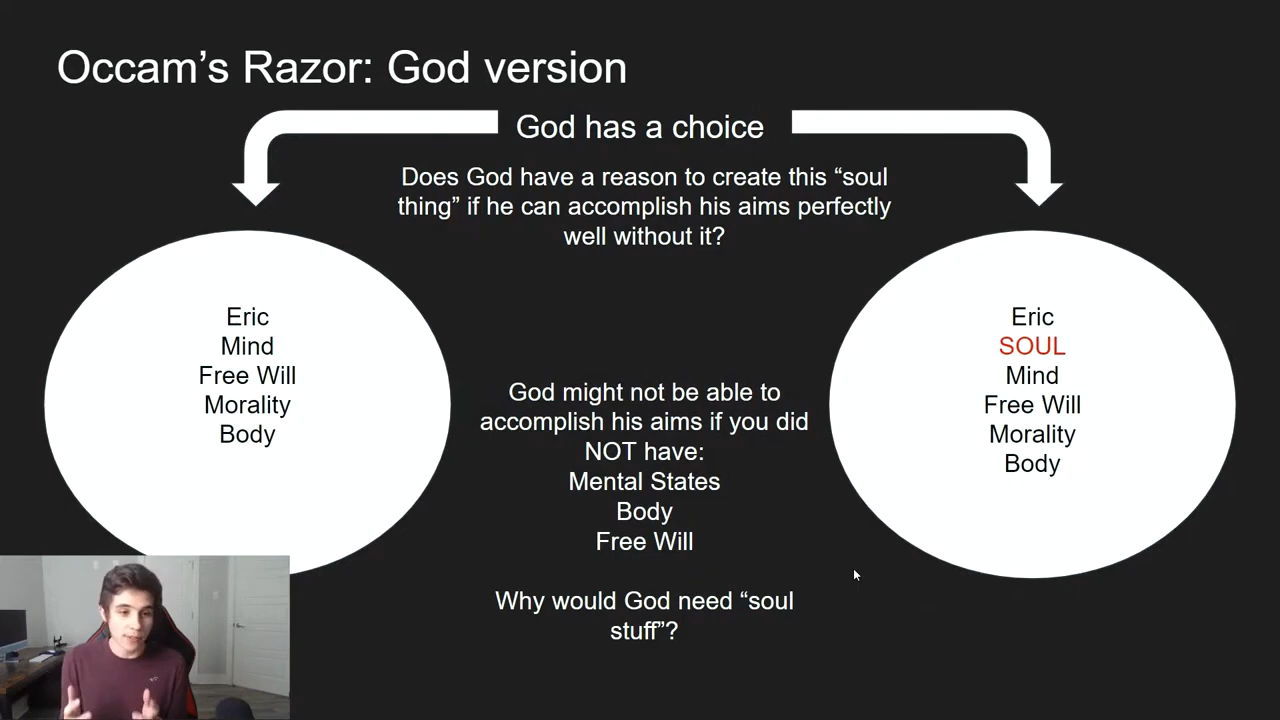 Occam’s Razor: God version
God has a choice
Does God have a reason to create this “soul
thing” if he can accomplish his aims perfectly
well without it?
Eric
Mind
Free Will
Morality
Body
God might not be able to
accomplish his aims if you did
NOT have:
Mental States
Body
Free Will
Why would God need “soul
stuff”?
Eric
SOUL
Mind
Free Will
Morality
Body